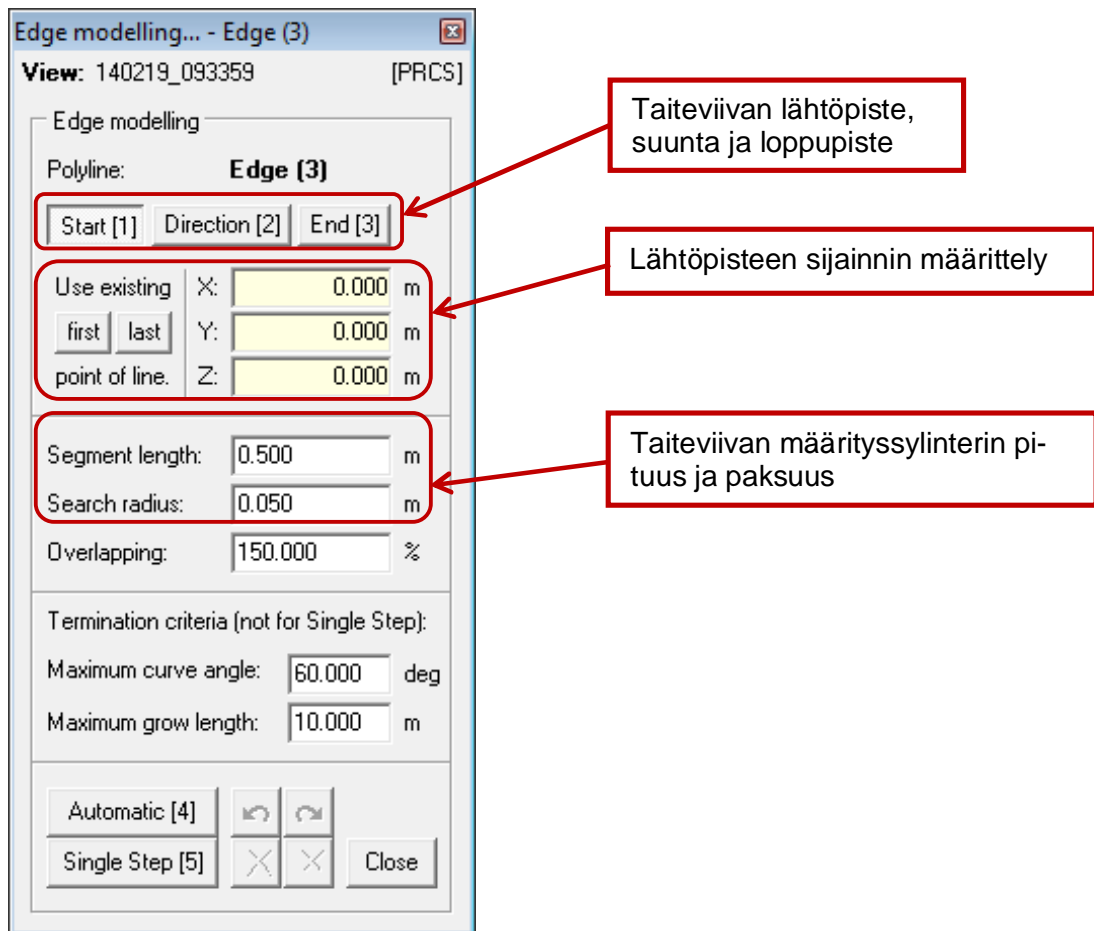 Edge modelling... - Edge (3)
View: 140219_093359 [PRCS]
Edge modelling
Polyline: Edge (3)
Start [1] Direction [2] End [3]
Use existing X: 0.000 m
first last Y: 0.000 m
point of line. Z: 0.000 m
Segment length: 0.500 m
Search radius: 0.050 m
Overlapping: 150.000 %
Termination criteria (not for Single Step):
Maximum curve angle: 60.000 deg
Maximum grow length: 10.000 m
Automatic [4]
Single Step [5] Close
Taiteviivan lähtöpiste,
suunta ja loppupiste
Lähtöpisteen sijainnin määrittely
Taiteviivan määrityssylinterin pi-
tuus ja paksuus